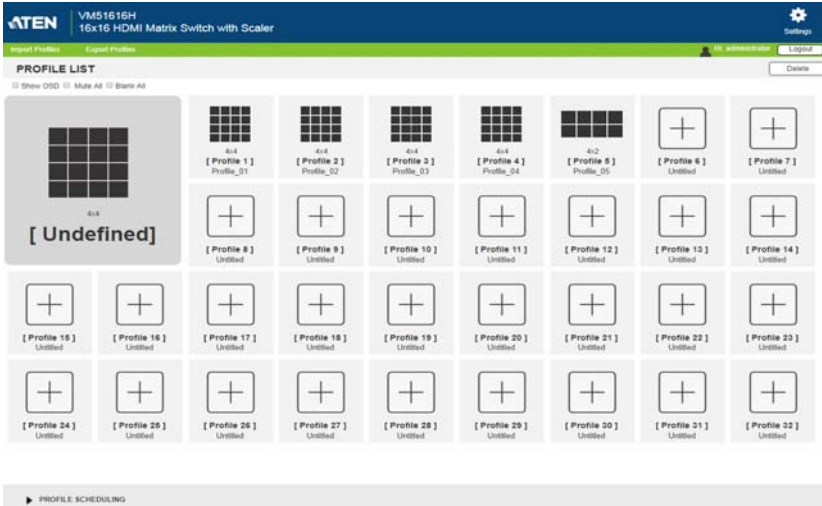 ATEN
VM51616H
16x16 HDMI Matrix Switch with Scaler
Settings
Import Profiles Export Profiles Hi, administrator Logout
PROFILE LIST Delete
Show OSD Mute All Blank All
4x4
[ Undefined]
4x4 4x4 4x4 4x4 4x2
[ Profile 1 ] [ Profile 2 ] [ Profile 3 ] [ Profile 4 ] [ Profile 5 ] [ Profile 6 ] [ Profile 7 ]
Profile_01 Profile_02 Profile_03 Profile_04 Profile_05 Untitled Untitled
[ Profile 8 ] [ Profile 9 ] [ Profile 10 ] [ Profile 11 ] [ Profile 12 ] [ Profile 13 ] [ Profile 14 ]
Untitled Untitled Untitled Untitled Untitled Untitled Untitled
[ Profile 15 ] [ Profile 16 ] [ Profile 17 ] [ Profile 18 ] [ Profile 19 ] [ Profile 20 ] [ Profile 21 ] [ Profile 22 ] [ Profile 23 ]
Untitled Untitled Untitled Untitled Untitled Untitled Untitled Untitled Untitled
[ Profile 24 ] [ Profile 25 ] [ Profile 26 ] [ Profile 27 ] [ Profile 28 ] [ Profile 29 ] [ Profile 30 ] [ Profile 31 ] [ Profile 32 ]
Untitled Untitled Untitled Untitled Untitled Untitled Untitled Untitled Untitled
PROFILE SCHEDULING